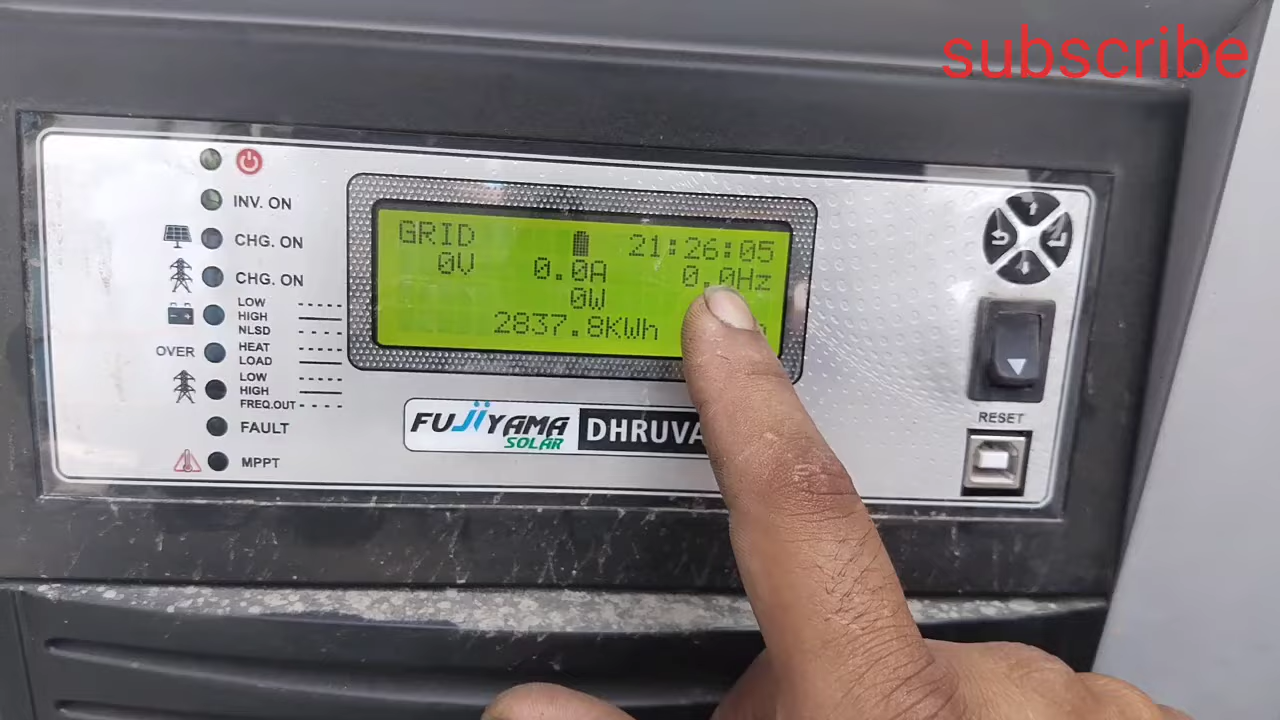 subscribe
INV. ON
CHG. ON
CHG. ON
LOW
HIGH
NLSD
OVER
HEAT
LOAD
LOW
HIGH
FREQ.OUT
FAULT
MPPT
GRID 21:26:05
0V 0.0A 0.0Hz
0W
2837.8KWh
FUJIYAMA
SOLAR
DHRUVA
RESET